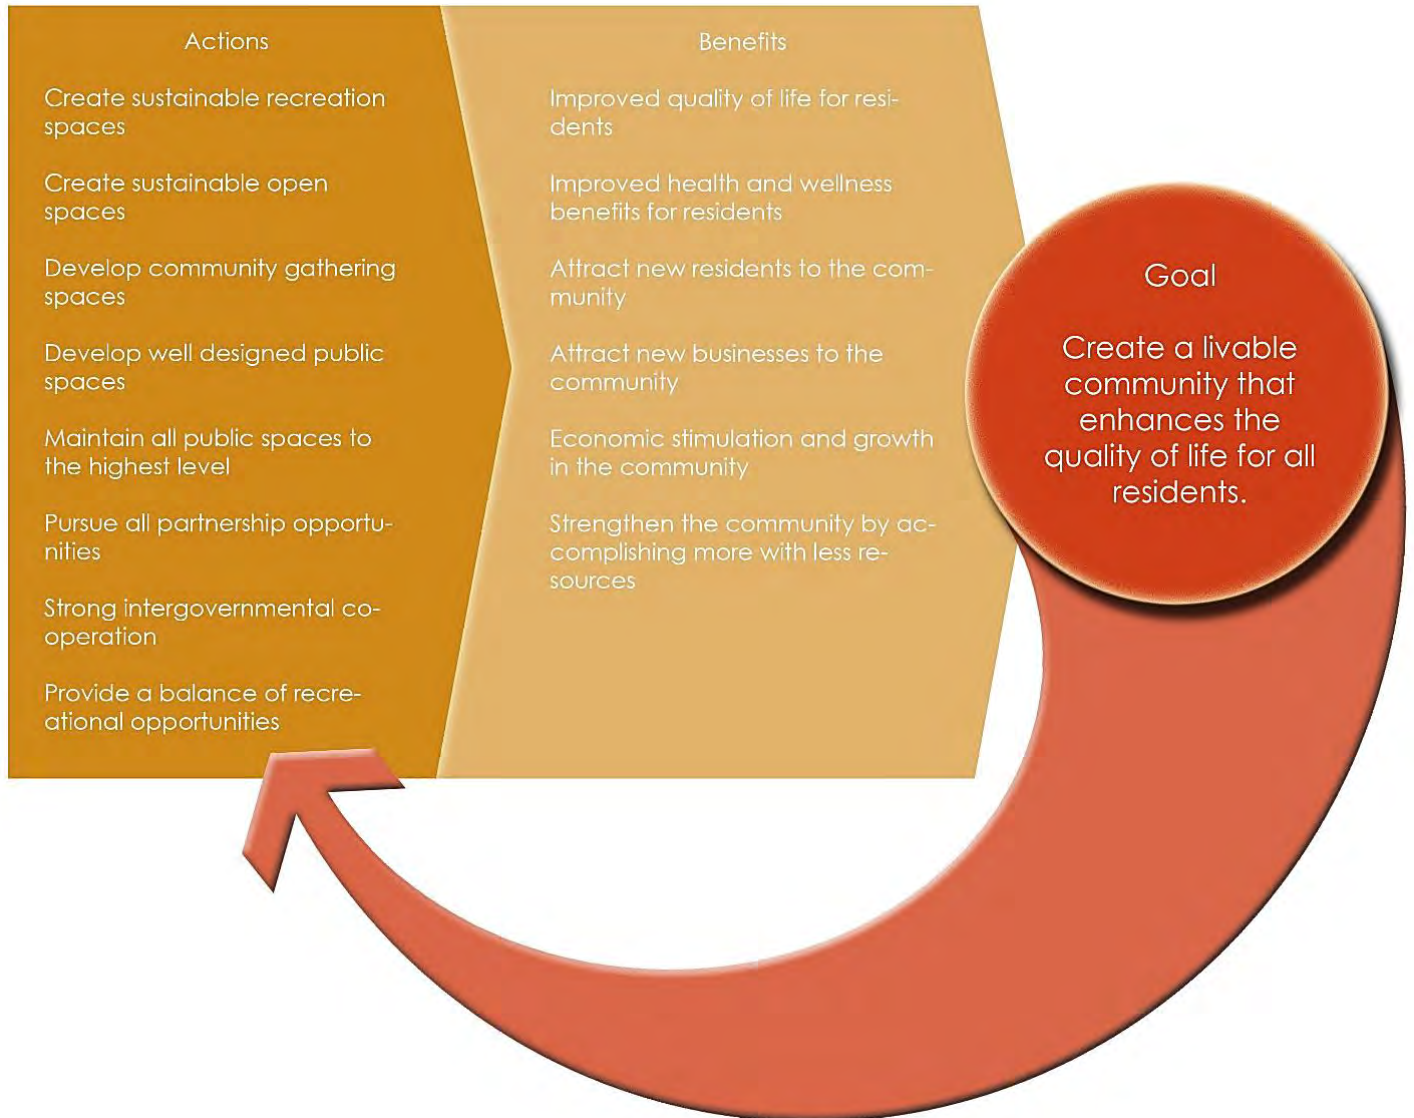 Actions
Create sustainable recreation
spaces
Create sustainable open
spaces
Develop community gathering
spaces
Develop well designed public
spaces
Maintain all public spaces to
the highest level
Pursue all partnership opportu-
nities
Strong intergovernmental co-
operation
Provide a balance of recre-
ational opportunities
Benefits
Improved quality of life for resi-
dents
Improved health and wellness
benefits for residents
Attract new residents to the com-
munity
Attract new businesses to the
community
Economic stimulation and growth
in the community
Strengthen the community by ac-
complishing more with less re-
sources
Goal
Create a livable
community that
enhances the
quality of life for all
residents.